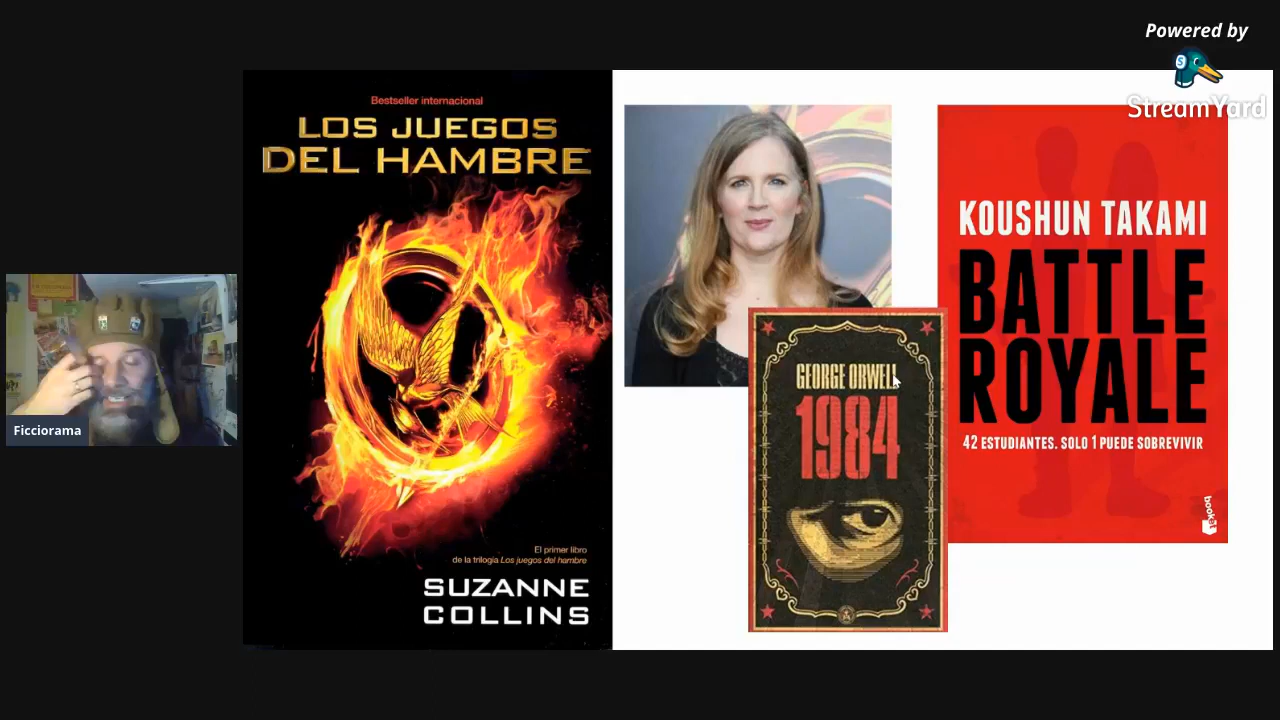 Powered by
StreamYard
Bestseller internacional
LOS JUEGOS
DEL HAMBRE
El primer libro
de la trilogía Los juegos del hambre
SUZANNE
COLLINS
GEORGE ORWELL
1984
KOUSHUN TAKAMI
BATTLE
ROYALE
42 ESTUDIANTES. SOLO 1 PUEDE SOBREVIVIR
booket
Ficciorama